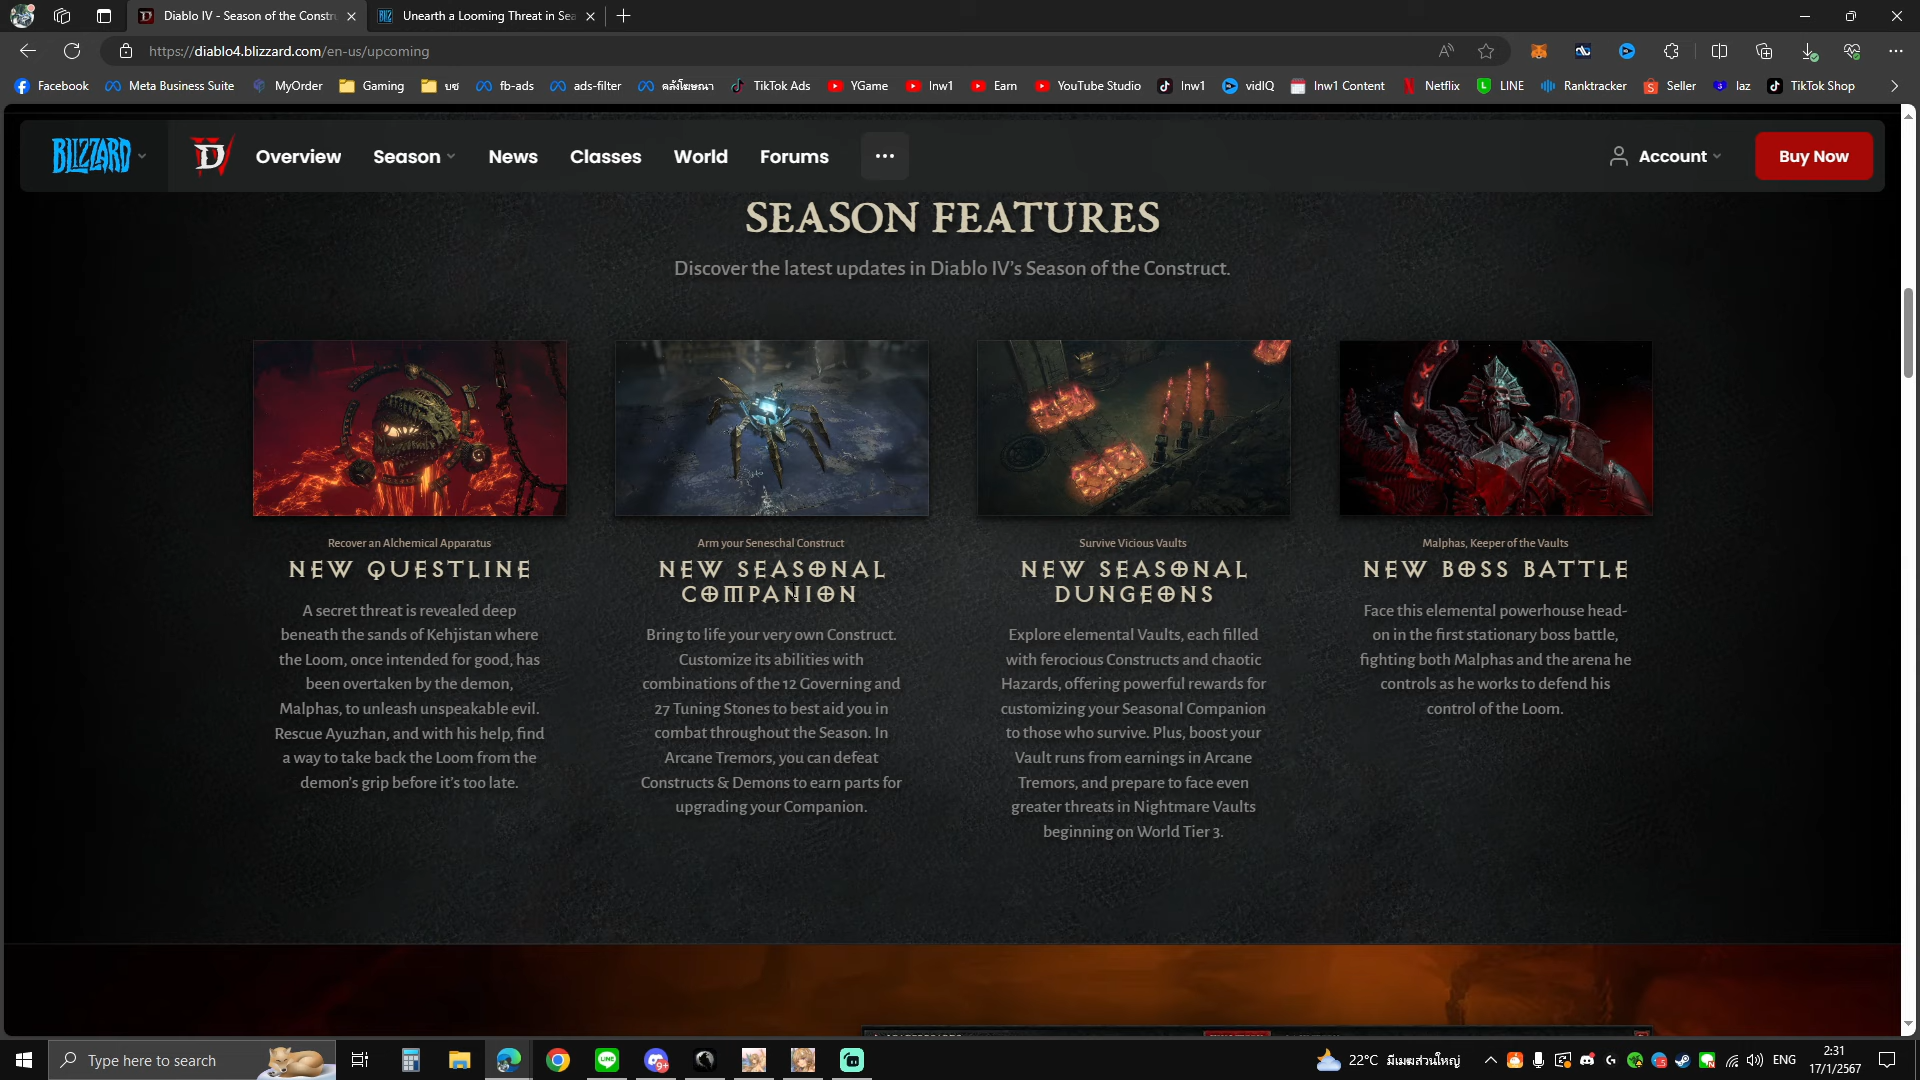 Diablo IV - Season of the Constru
Unearth a Looming Threat in Sea
https://diablo4.blizzard.com/en-us/upcoming
Facebook
Meta Business Suite
MyOrder
Gaming
บช
fb-ads
ads-filter
คลังโฆษณา
TikTok Ads
YGame
lnw1
Earn
YouTube Studio
lnw1
vidIQ
lnw1 Content
Netflix
LINE
Ranktracker
Seller
laz
TikTok Shop
BLIZZARD
Overview
Season
News
Classes
World
Forums
Account
Buy Now
SEASON FEATURES
Discover the latest updates in Diablo IV's Season of the Construct.
Recover an Alchemical Apparatus
NEW QUESTLINE
A secret threat is revealed deep
beneath the sands of Kehjistan where
the Loom, once intended for good, has
been overtaken by the demon,
Malphas, to unleash unspeakable evil.
Rescue Ayuzhan, and with his help, find
a way to take back the Loom from the
demon's grip before it's too late.
Arm your Seneschal Construct
NEW SEASONAL
COMPANION
Bring to life your very own Construct.
Customize its abilities with
combinations of the 12 Governing and
27 Tuning Stones to best aid you in
combat throughout the Season. In
Arcane Tremors, you can defeat
Constructs & Demons to earn parts for
upgrading your Companion.
Survive Vicious Vaults
NEW SEASONAL
DUNGEONS
Explore elemental Vaults, each filled
with ferocious Constructs and chaotic
Hazards, offering powerful rewards for
customizing your Seasonal Companion
to those who survive. Plus, boost your
Vault runs from earnings in Arcane
Tremors, and prepare to face even
greater threats in Nightmare Vaults
beginning on World Tier 3.
Malphas, Keeper of the Vaults
NEW BOSS BATTLE
Face this elemental powerhouse head-
on in the first stationary boss battle,
fighting both Malphas and the arena he
controls as he works to defend his
control of the Loom.
Type here to search
9+
22°C
มีเมฆส่วนใหญ่
ENG
2:31
17/1/2567